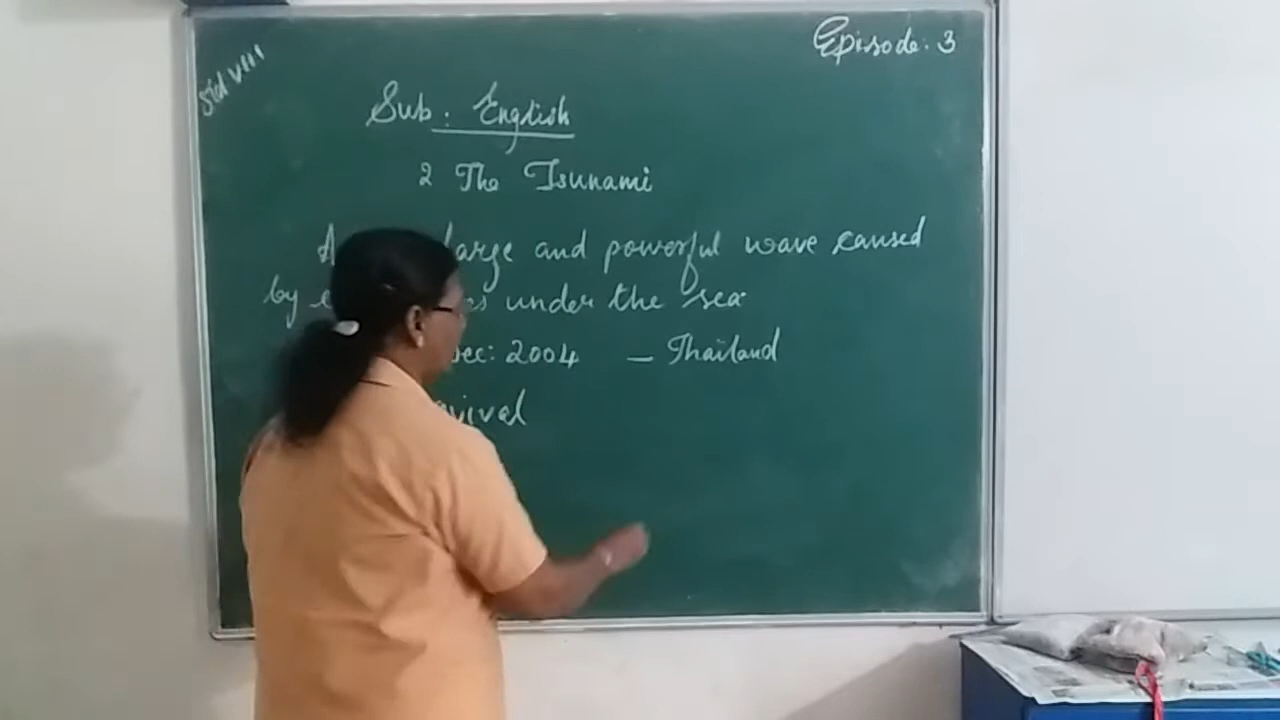 Episode: 3
Std VIII
Sub: English
2 The Tsunami
large and powerful wave caused
by under the sea
Dec: 2004 — Thailand